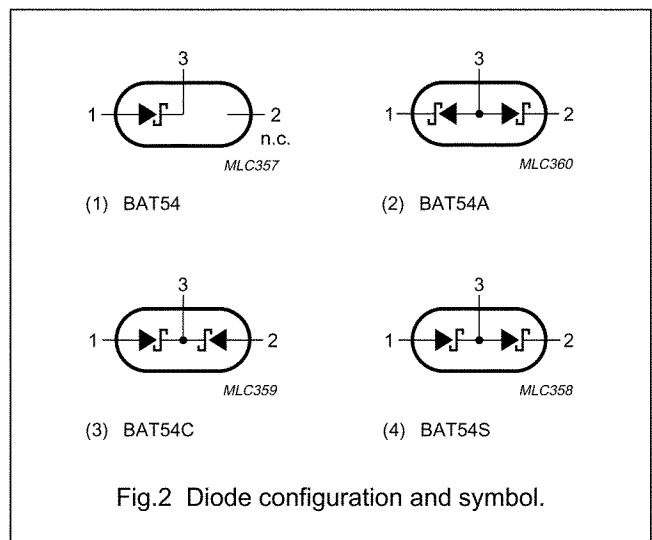 3
1
2
n.c.
MLC357
(1) BAT54
3
1
2
MLC360
(2) BAT54A
3
1
2
MLC359
(3) BAT54C
3
1
2
MLC358
(4) BAT54S
Fig.2 Diode configuration and symbol.